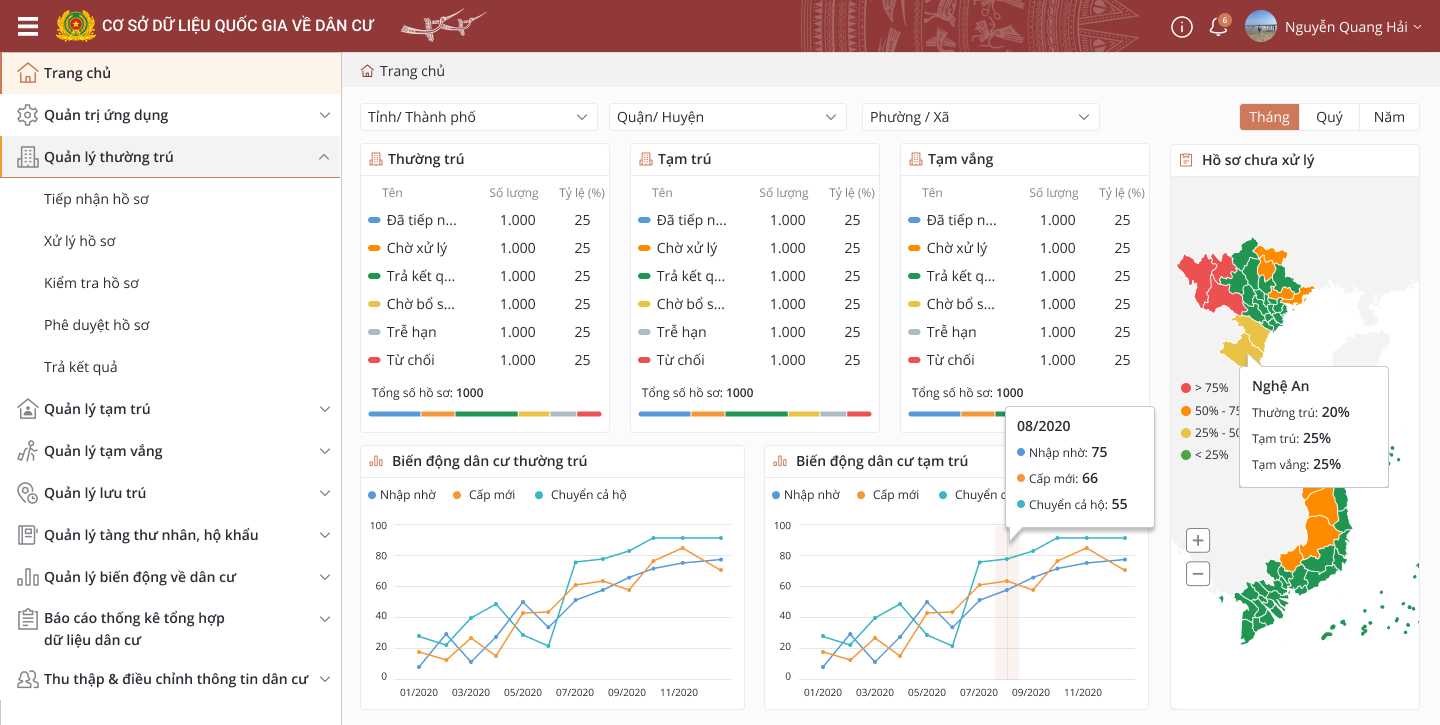 CƠ SỞ DỮ LIỆU QUỐC GIA VỀ DÂN CƯ
6
Nguyễn Quang Hải
Trang chủ
Quản trị ứng dụng
Quản lý thường trú
Tiếp nhận hồ sơ
Xử lý hồ sơ
Kiểm tra hồ sơ
Phê duyệt hồ sơ
Trả kết quả
Quản lý tạm trú
Quản lý tạm vắng
Quản lý lưu trú
Quản lý tàng thư nhân, hộ khẩu
Quản lý biến động về dân cư
Báo cáo thống kê tổng hợp
dữ liệu dân cư
Thu thập & điều chỉnh thông tin dân cư
Trang chủ
Tỉnh/ Thành phố
Quận/ Huyện
Phường / Xã
Tháng Quý Năm
Thường trú
Tên Số lượng Tỷ lệ (%)
Đã tiếp n... 1.000 25
Chờ xử lý 1.000 25
Trả kết q... 1.000 25
Chờ bổ s... 1.000 25
Trễ hạn 1.000 25
Từ chối 1.000 25
Tổng số hồ sơ: 1000
Tạm trú
Tên Số lượng Tỷ lệ (%)
Đã tiếp n... 1.000 25
Chờ xử lý 1.000 25
Trả kết q... 1.000 25
Chờ bổ s... 1.000 25
Trễ hạn 1.000 25
Từ chối 1.000 25
Tổng số hồ sơ: 1000
Tạm vắng
Tên Số lượng Tỷ lệ (%)
Đã tiếp n... 1.000 25
Chờ xử lý 1.000 25
Trả kết q... 1.000 25
Chờ bổ s... 1.000 25
Trễ hạn 1.000 25
Từ chối 1.000 25
Tổng số hồ sơ: 1000
Hồ sơ chưa xử lý
> 75%
50% - 75
25% - 50
< 25%
Nghệ An
Thường trú: 20%
Tạm trú: 25%
Tạm vắng: 25%
+
−
Biến động dân cư thường trú
Nhập nhờ Cấp mới Chuyển cả hộ
100
80
60
40
20
0
01/2020 03/2020 05/2020 07/2020 09/2020 11/2020
Biến động dân cư tạm trú
Nhập nhờ Cấp mới Chuyển c
100
80
60
40
20
0
01/2020 03/2020 05/2020 07/2020 09/2020 11/2020
08/2020
Nhập nhờ: 75
Cấp mới: 66
Chuyển cả hộ: 55